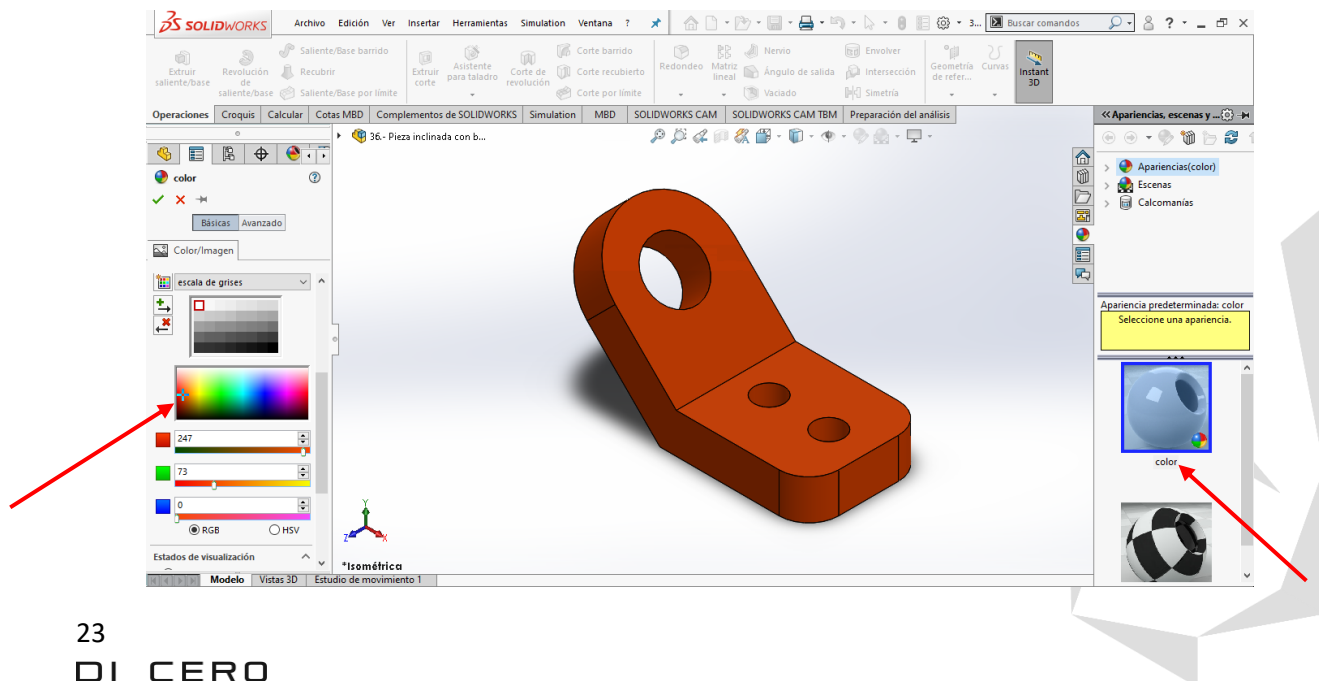 SOLIDWORKS
Archivo Edición Ver Insertar Herramientas Simulation Ventana ?
3... Buscar comandos ?
Extruir saliente/base
Revolución de saliente/base
Saliente/Base barrido
Recubrir
Saliente/Base por límite
Extruir corte
Asistente para taladro
Corte de revolución
Corte barrido
Corte recubierto
Corte por límite
Redondeo
Matriz lineal
Nervio
Ángulo de salida
Vaciado
Envolver
Intersección
Simetría
Geometría de refer...
Curvas
Instant 3D
Operaciones Croquis Calcular Cotas MBD Complementos de SOLIDWORKS Simulation MBD SOLIDWORKS CAM SOLIDWORKS CAM TBM Preparación del análisis
36.- Pieza inclinada con b...
color
Básicas Avanzado
Color/Imagen
escala de grises
247
73
0
RGB HSV
Estados de visualización
Y
Z
X
*Isométrica
Modelo Vistas 3D Estudio de movimiento 1
Apariencias, escenas y ...
Apariencias(color)
Escenas
Calcomanías
Apariencia predeterminada: color
Seleccione una apariencia.
color
23
DI CERO